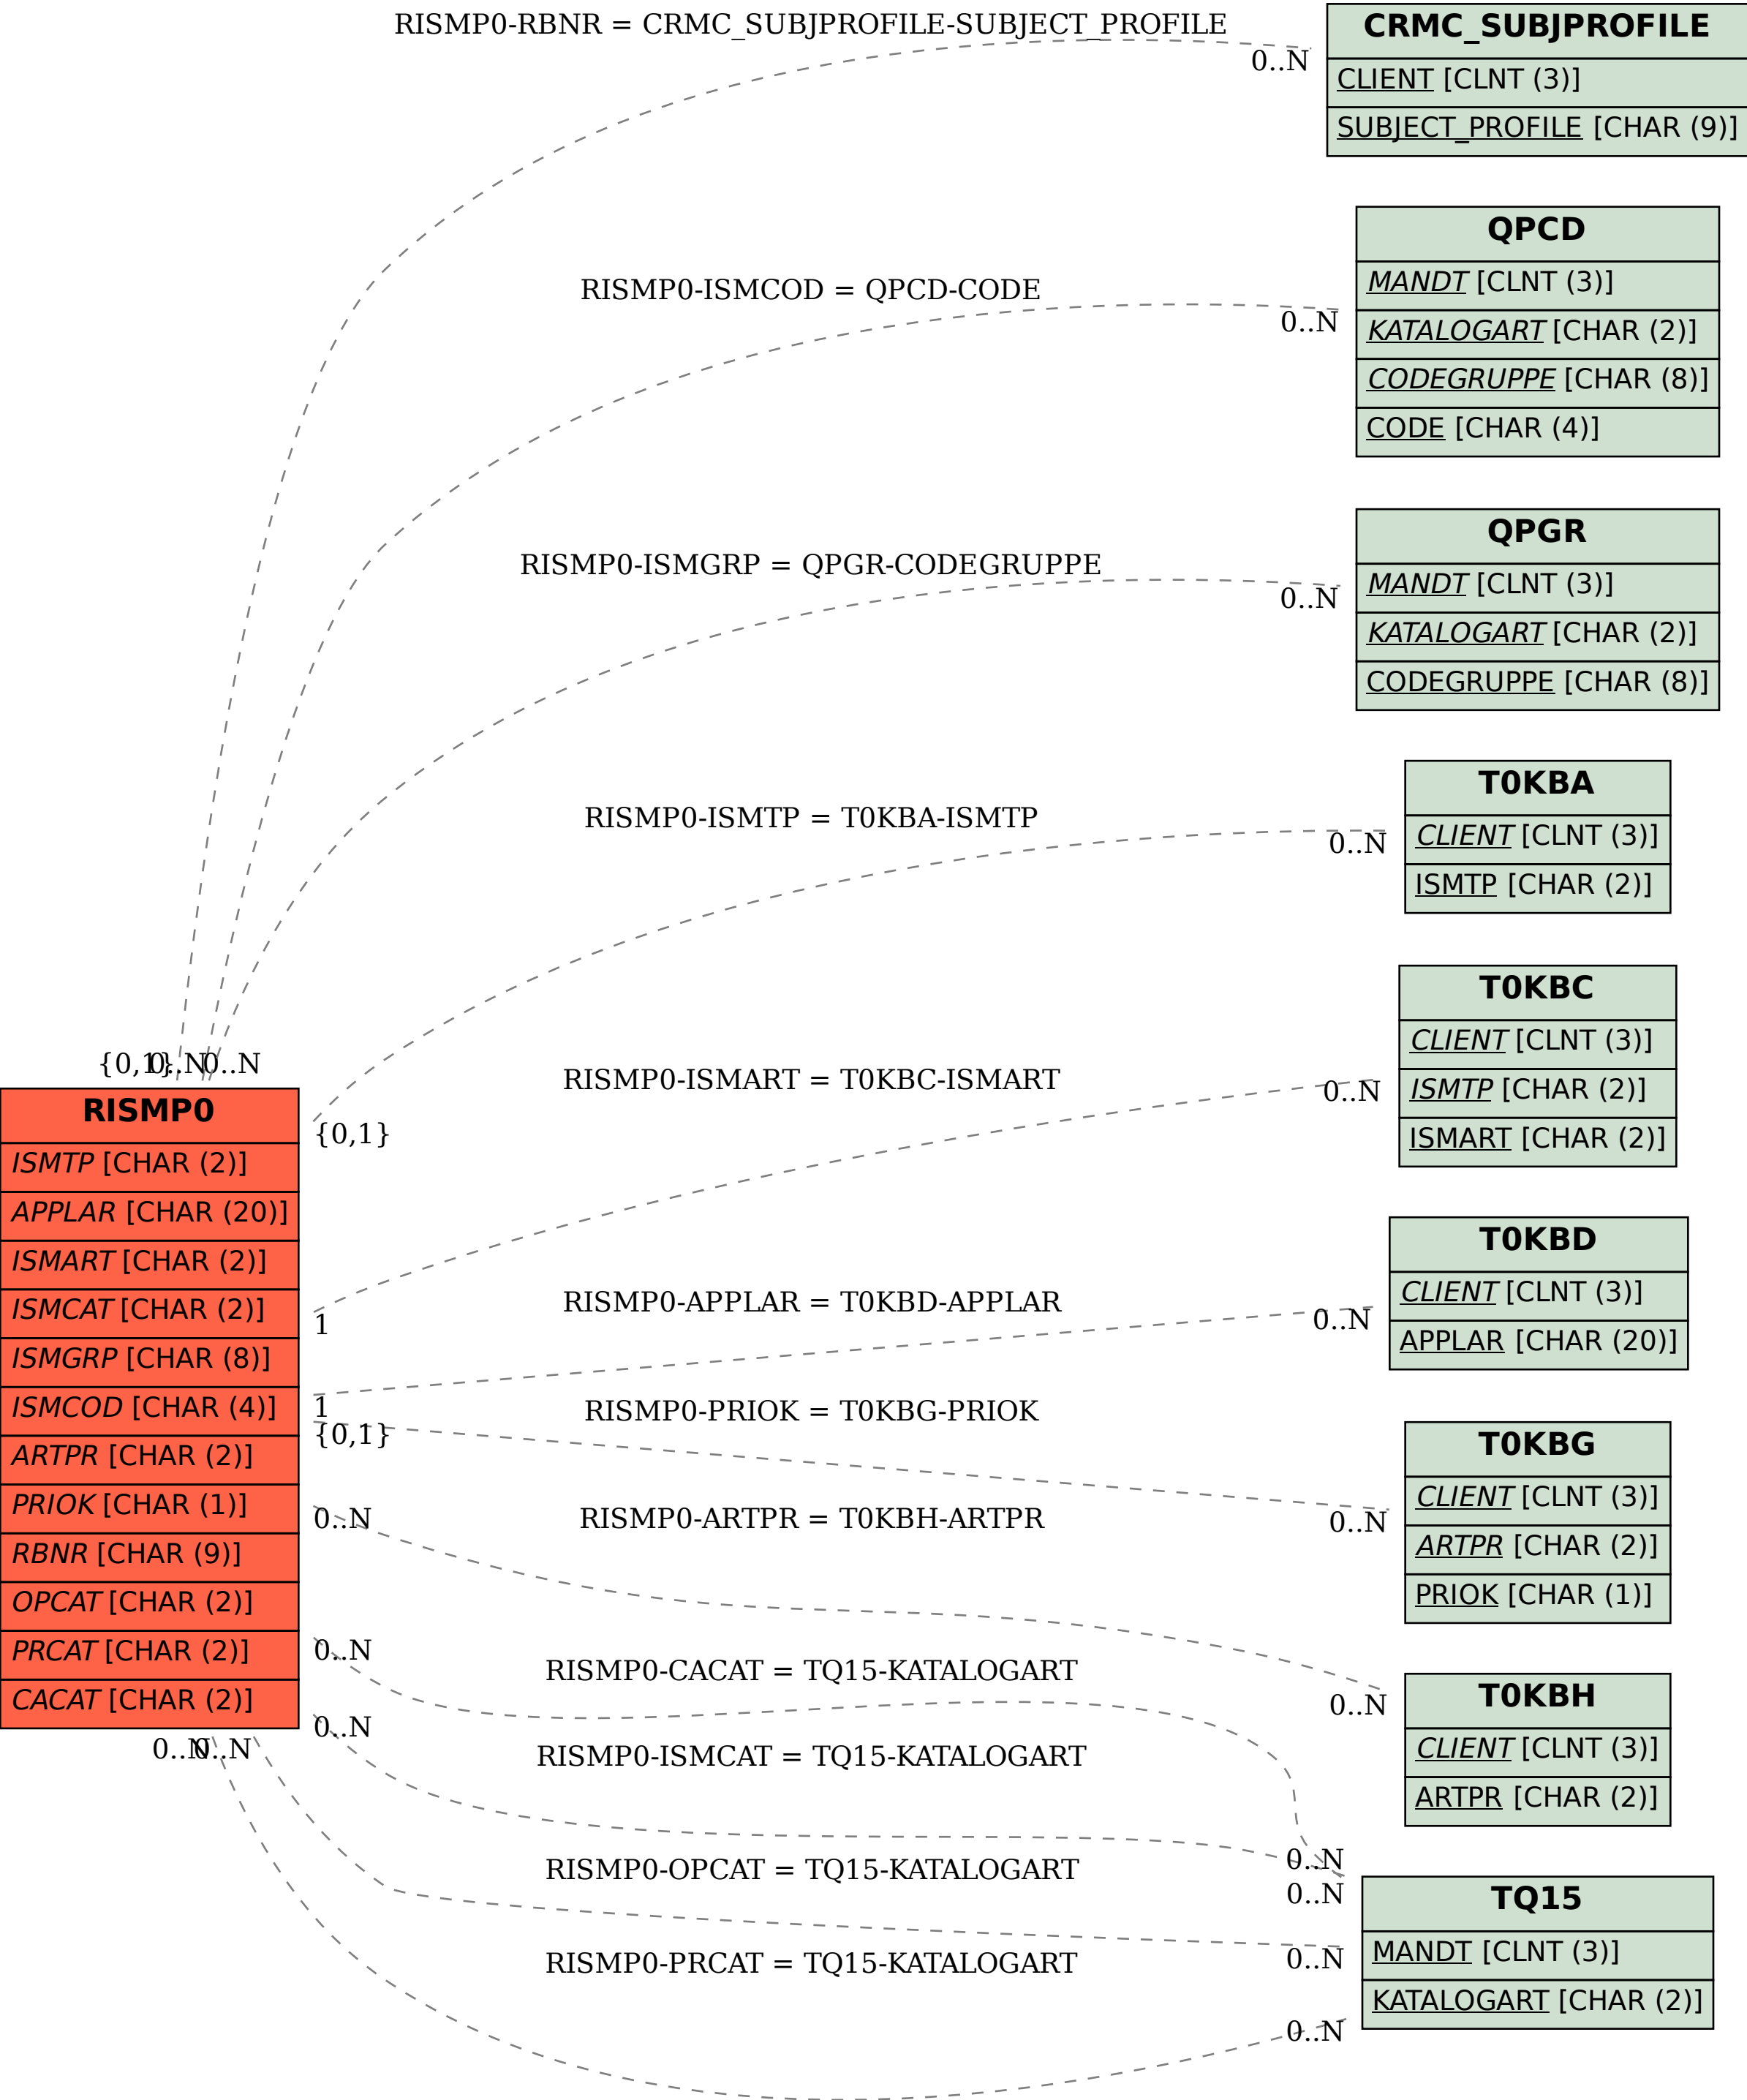 RISMP0-RBNR = CRMC_SUBJPROFILE-SUBJECT_PROFILE
0..N
CRMC_SUBJPROFILE
CLIENT [CLNT (3)]
SUBJECT_PROFILE [CHAR (9)]
RISMP0-ISMCOD = QPCD-CODE
0..N
QPCD
MANDT [CLNT (3)]
KATALOGART [CHAR (2)]
CODEGRUPPE [CHAR (8)]
CODE [CHAR (4)]
RISMP0-ISMGRP = QPGR-CODEGRUPPE
0..N
QPGR
MANDT [CLNT (3)]
KATALOGART [CHAR (2)]
CODEGRUPPE [CHAR (8)]
RISMP0-ISMTP = T0KBA-ISMTP
0..N
T0KBA
CLIENT [CLNT (3)]
ISMTP [CHAR (2)]
RISMP0-ISMART = T0KBC-ISMART
0..N
T0KBC
CLIENT [CLNT (3)]
ISMTP [CHAR (2)]
ISMART [CHAR (2)]
{0,1}
0..N
0..N
RISMP0
ISMTP [CHAR (2)]
APPLAR [CHAR (20)]
ISMART [CHAR (2)]
ISMCAT [CHAR (2)]
ISMGRP [CHAR (8)]
ISMCOD [CHAR (4)]
ARTPR [CHAR (2)]
PRIOK [CHAR (1)]
RBNR [CHAR (9)]
OPCAT [CHAR (2)]
PRCAT [CHAR (2)]
CACAT [CHAR (2)]
{0,1}
1
1
{0,1}
0..N
0..N
0..N
0..N
0..N
RISMP0-APPLAR = T0KBD-APPLAR
0..N
T0KBD
CLIENT [CLNT (3)]
APPLAR [CHAR (20)]
RISMP0-PRIOK = T0KBG-PRIOK
0..N
T0KBG
CLIENT [CLNT (3)]
ARTPR [CHAR (2)]
PRIOK [CHAR (1)]
RISMP0-ARTPR = T0KBH-ARTPR
0..N
T0KBH
CLIENT [CLNT (3)]
ARTPR [CHAR (2)]
RISMP0-CACAT = TQ15-KATALOGART
RISMP0-ISMCAT = TQ15-KATALOGART
RISMP0-OPCAT = TQ15-KATALOGART
RISMP0-PRCAT = TQ15-KATALOGART
0..N
0..N
0..N
0..N
TQ15
MANDT [CLNT (3)]
KATALOGART [CHAR (2)]